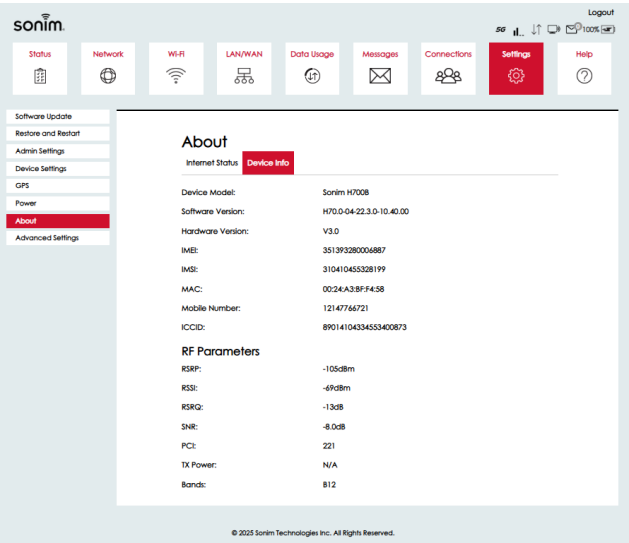 Logout
sonim.
5G 100%
Status Network Wi-Fi LAN/WAN Data Usage Messages Connections Settings Help
Software Update
Restore and Restart
Admin Settings
Device Settings
GPS
Power
About
Advanced Settings
About
Internet Status Device Info
Device Model: Sonim H700B
Software Version: H70.0-04-22.3.0-10.40.00
Hardware Version: V3.0
IMEI: 351393280006887
IMSI: 310410455328199
MAC: 00:24:A3:BF:F4:58
Mobile Number: 12147766721
ICCID: 89014104334553400873
RF Parameters
RSRP: -105dBm
RSSI: -69dBm
RSRQ: -13dB
SNR: -8.0dB
PCI: 221
TX Power: N/A
Bands: B12
© 2025 Sonim Technologies Inc. All Rights Reserved.